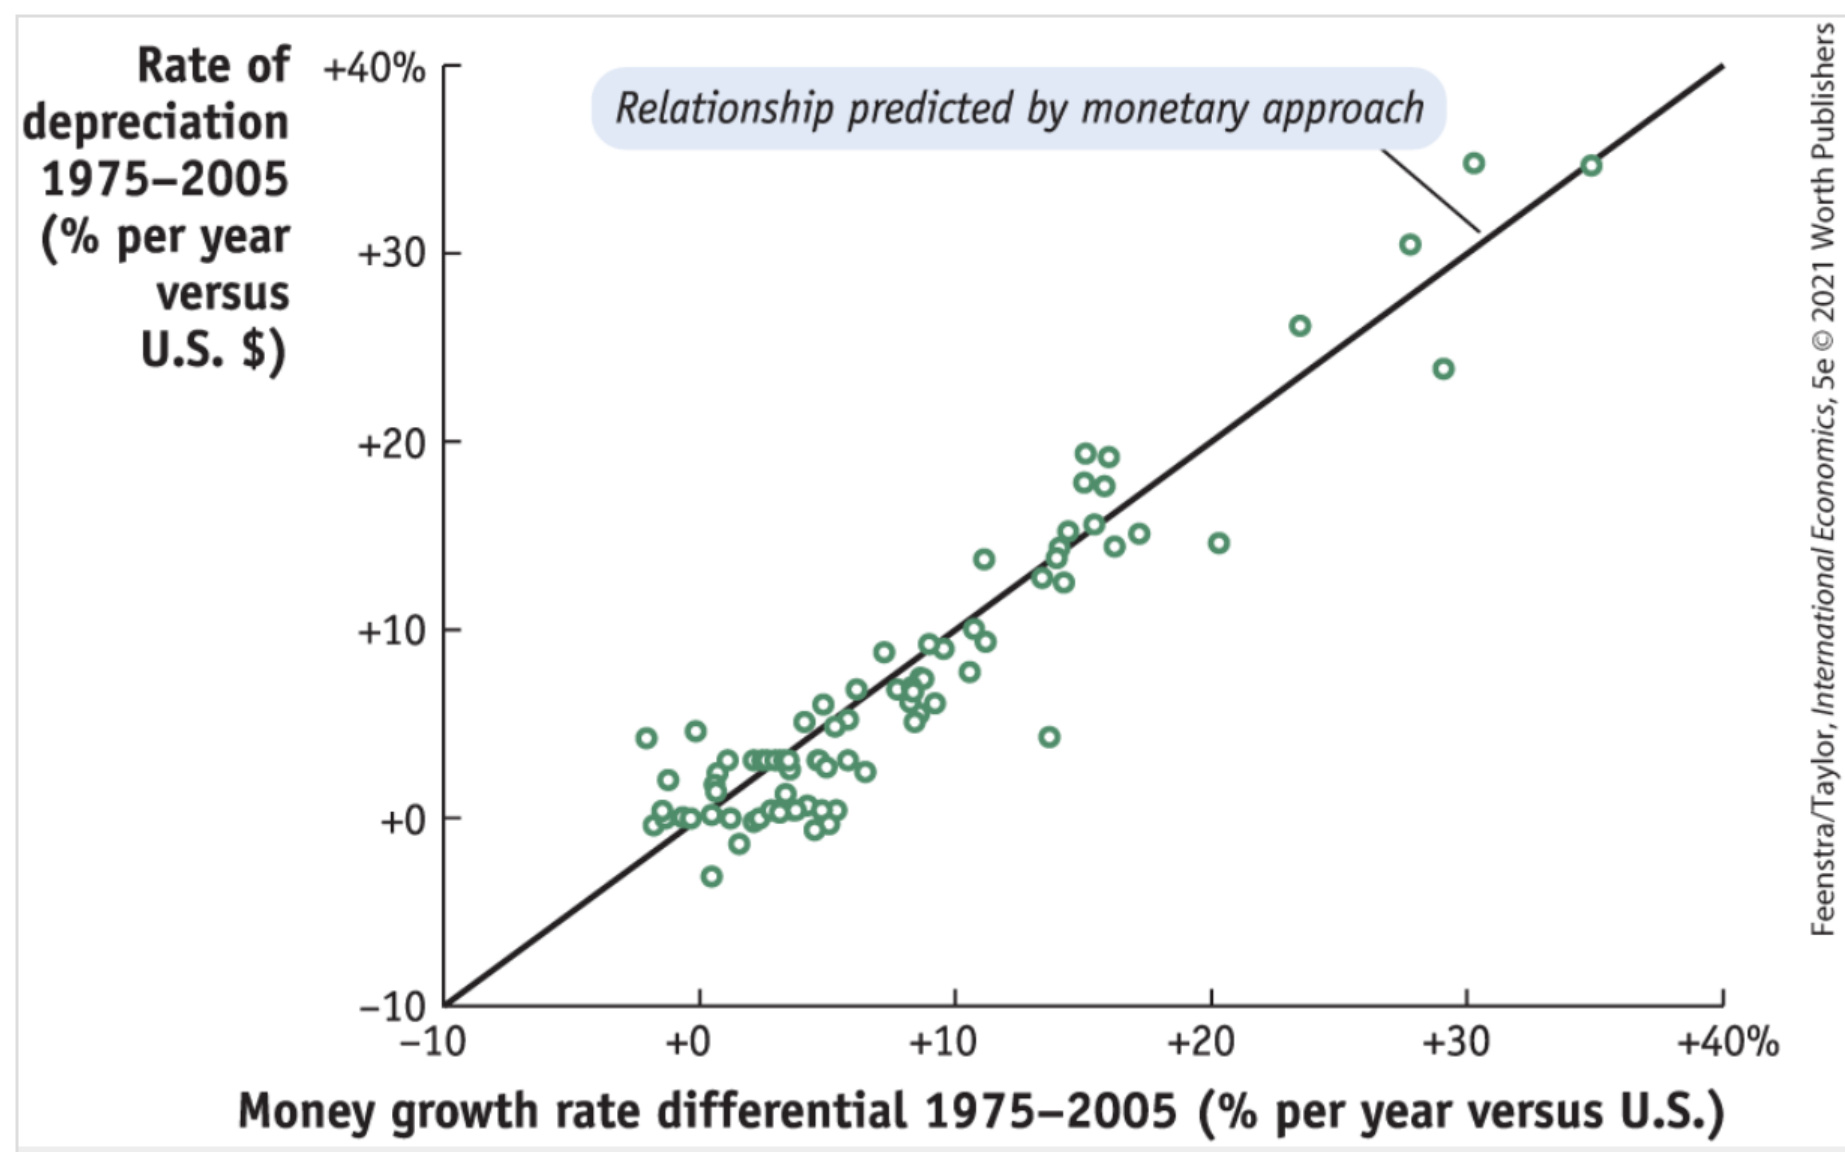 Rate of
depreciation
1975–2005
(% per year
versus
U.S. $)
+40%
+30
+20
+10
+0
−10
Relationship predicted by monetary approach
−10
+0
+10
+20
+30
+40%
Money growth rate differential 1975–2005 (% per year versus U.S.)
Feenstra/Taylor, International Economics, 5e © 2021 Worth Publishers